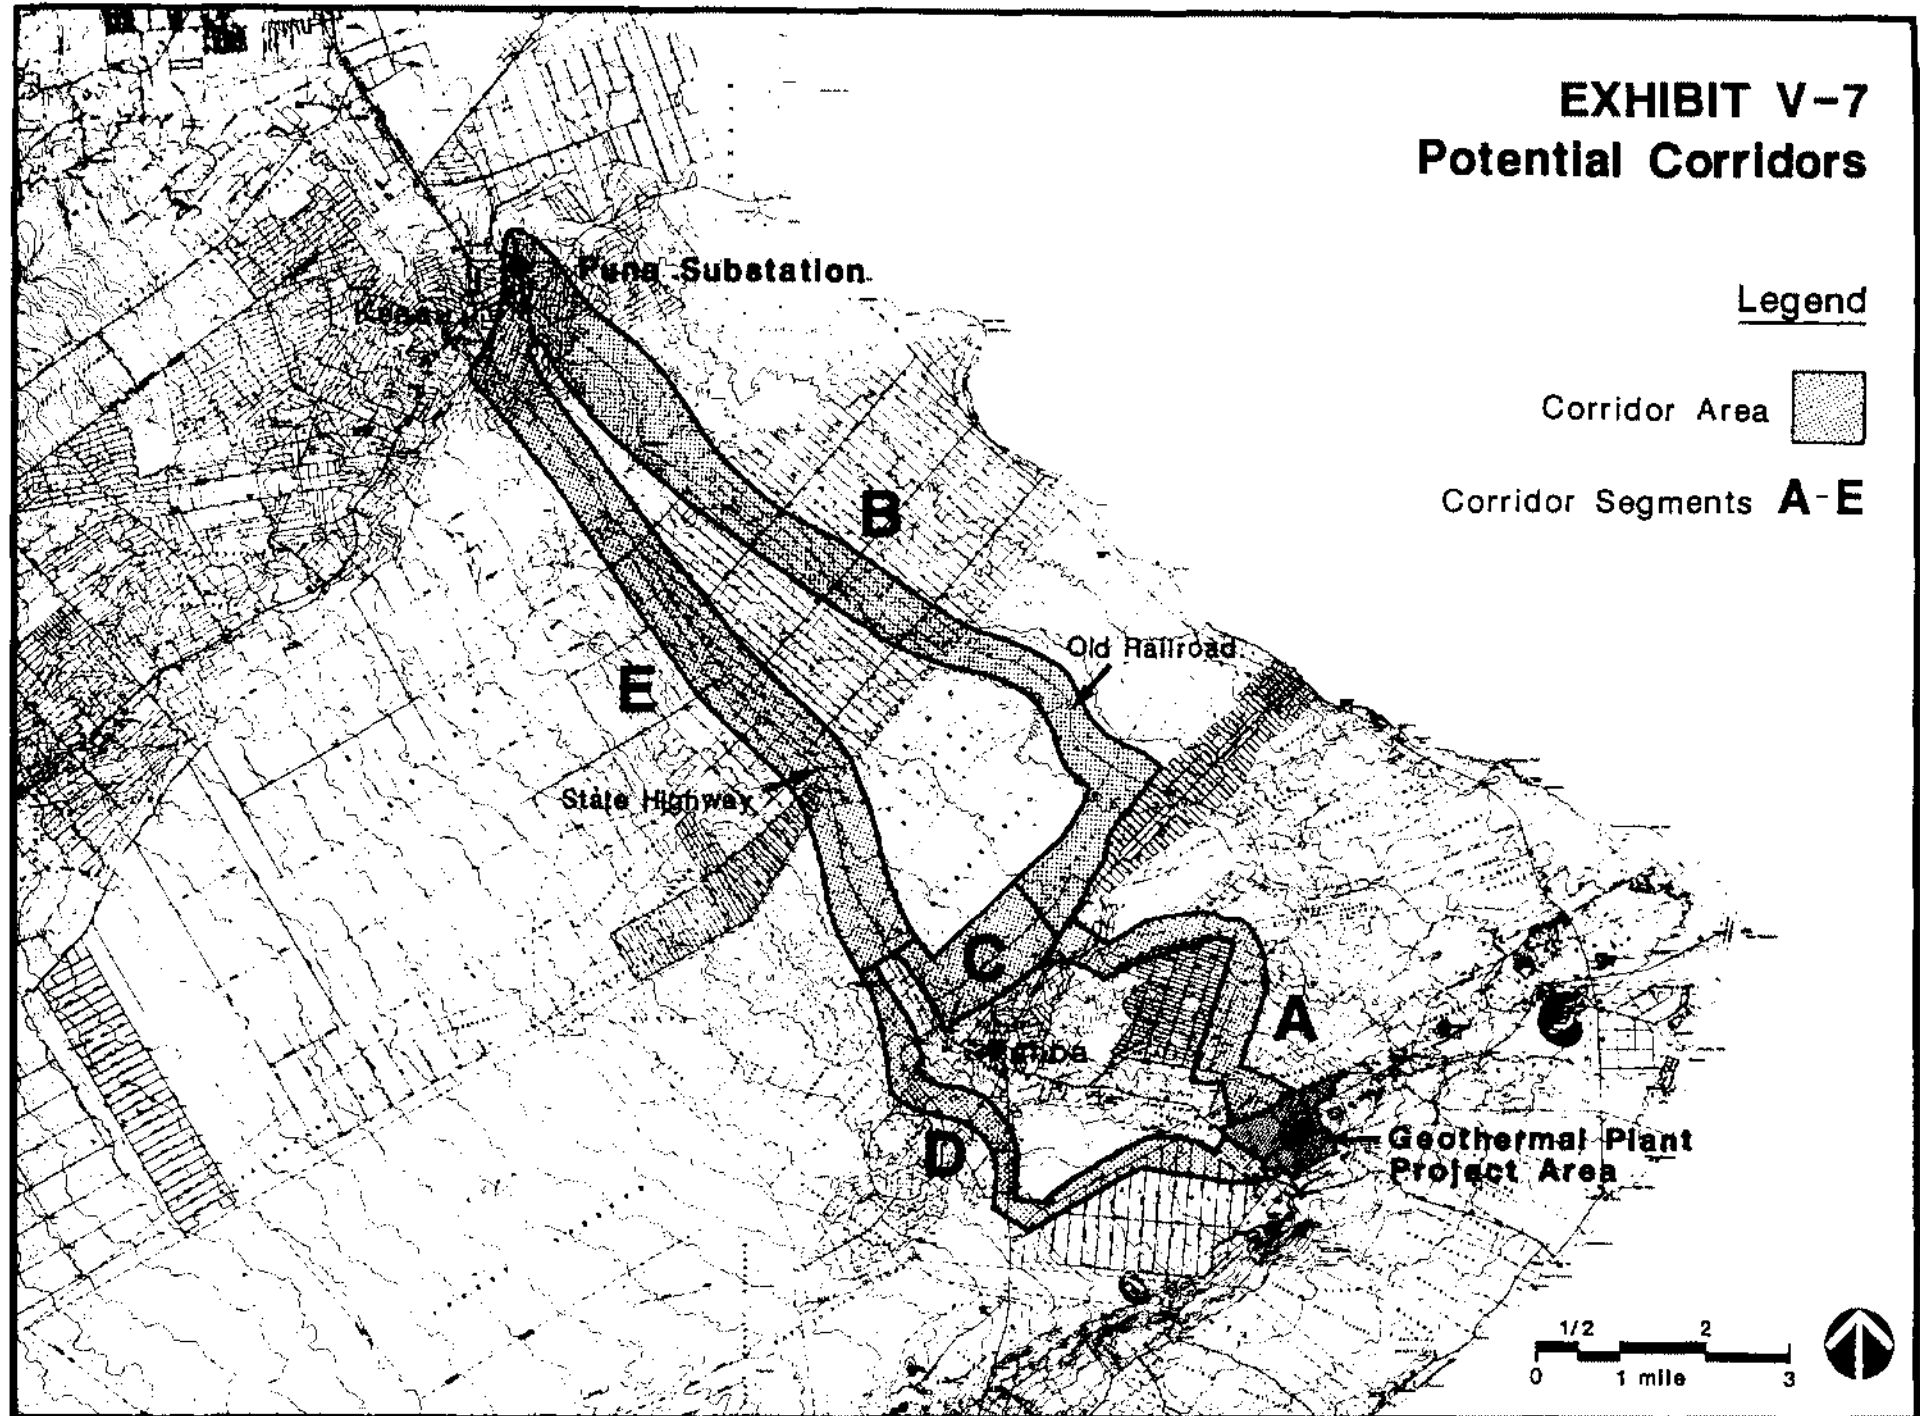 EXHIBIT V-7
Potential Corridors
Legend
Corridor Area
Corridor Segments A-E
Puna Substation
B
Old Railroad
E
State Highway
C
A
D
Geothermal Plant
Project Area
1/2 2
0 1 mile 3